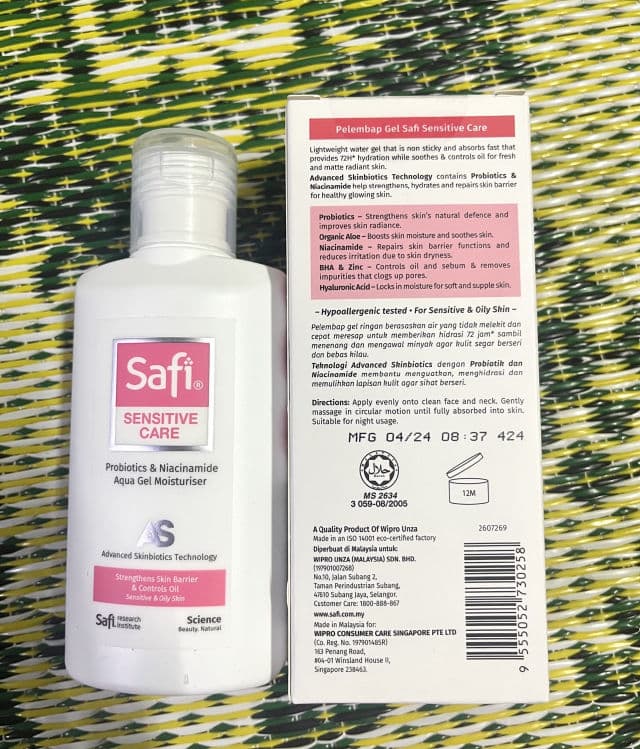 Safi®
SENSITIVE
CARE
Probiotics & Niacinamide
Aqua Gel Moisturiser
AS
Advanced Skinbiotics Technology
Strengthens Skin Barrier
& Controls Oil
Sensitive & Oily Skin
Safi research
institute
Science
Beauty. Natural
Pelembap Gel Safi Sensitive Care
Lightweight water gel that is non sticky and absorbs fast that
provides 72H* hydration while soothes & controls oil for fresh
and matte radiant skin.
Advanced Skinbiotics Technology contains Probiotics &
Niacinamide help strengthens, hydrates and repairs skin barrier
for healthy glowing skin.
Probiotics – Strengthens skin's natural defence and
improves skin radiance.
Organic Aloe – Boosts skin moisture and soothes skin.
Niacinamide – Repairs skin barrier functions and
reduces irritation due to skin dryness.
BHA & Zinc – Controls oil and sebum & removes
impurities that clogs up pores.
Hyaluronic Acid – Locks in moisture for soft and supple skin.
– Hypoallergenic tested • For Sensitive & Oily Skin –
Pelembap gel ringan berasaskan air yang tidak melekit dan
cepat meresap untuk memberikan hidrasi 72 jam* sambil
menenang dan mengawal minyak agar kulit segar berseri
dan bebas kilau.
Teknologi Advanced Skinbiotics dengan Probiotik dan
Niacinamide membantu menguatkan, menghidrasi dan
memulihkan lapisan kulit agar sihat berseri.
Directions: Apply evenly onto clean face and neck. Gently
massage in circular motion until fully absorbed into skin.
Suitable for night usage.
MFG 04/24 08:37 424
حلال
MS 2634
3 059-08/2005
12M
A Quality Product Of Wipro Unza
2607269
Made in an ISO 14001 eco-certified factory
Diperbuat di Malaysia untuk:
WIPRO UNZA (MALAYSIA) SDN. BHD.
(197901007268)
No.10, Jalan Subang 2,
Taman Perindustrian Subang,
47610 Subang Jaya, Selangor.
Customer Care: 1800-888-867
www.safi.com.my
Made in Malaysia for:
WIPRO CONSUMER CARE SINGAPORE PTE LTD
(Co. Reg. No. 197901485R)
163 Penang Road,
#04-01 Winsland House II,
Singapore 238463.
9 555052 730258